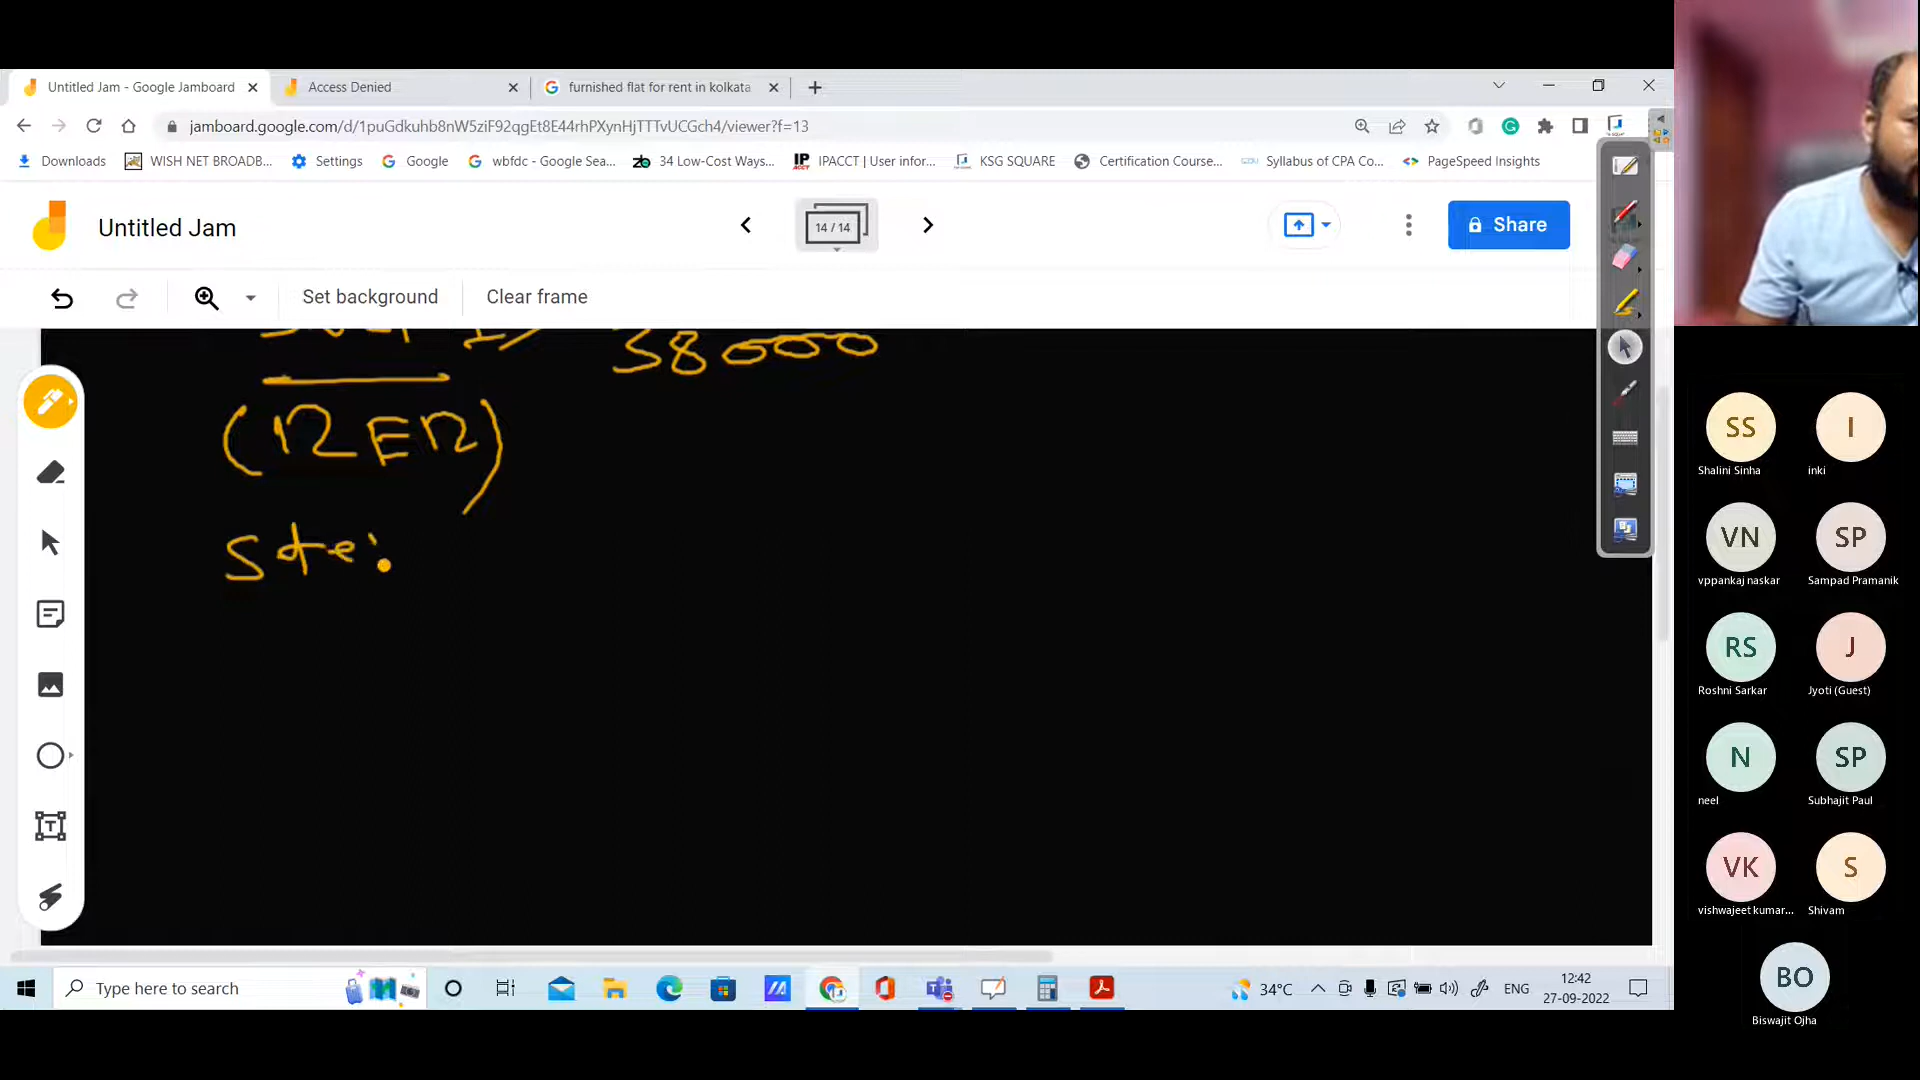 Untitled Jam - Google Jamboard
Access Denied
furnished flat for rent in kolkata
jamboard.google.com/d/1puGdkuhb8nW5ziF92qgEt8E44rhPXynHjTTTvUCGch4/viewer?f=13
Downloads
WISH NET BROADB...
Settings
Google
wbfdc - Google Sea...
34 Low-Cost Ways...
IPACCT | User infor...
KSG SQUARE
Certification Course...
Syllabus of CPA Co...
PageSpeed Insights
Untitled Jam
14 / 14
Share
Set background
Clear frame
38000
(RER)
Ste:
SS
Shalini Sinha
I
inki
VN
vppankaj naskar
SP
Sampad Pramanik
RS
Roshni Sarkar
J
Jyoti (Guest)
N
neel
SP
Subhajit Paul
VK
vishwajeet kumar...
S
Shivam
BO
Biswajit Ojha
Type here to search
34°C
ENG
12:42
27-09-2022